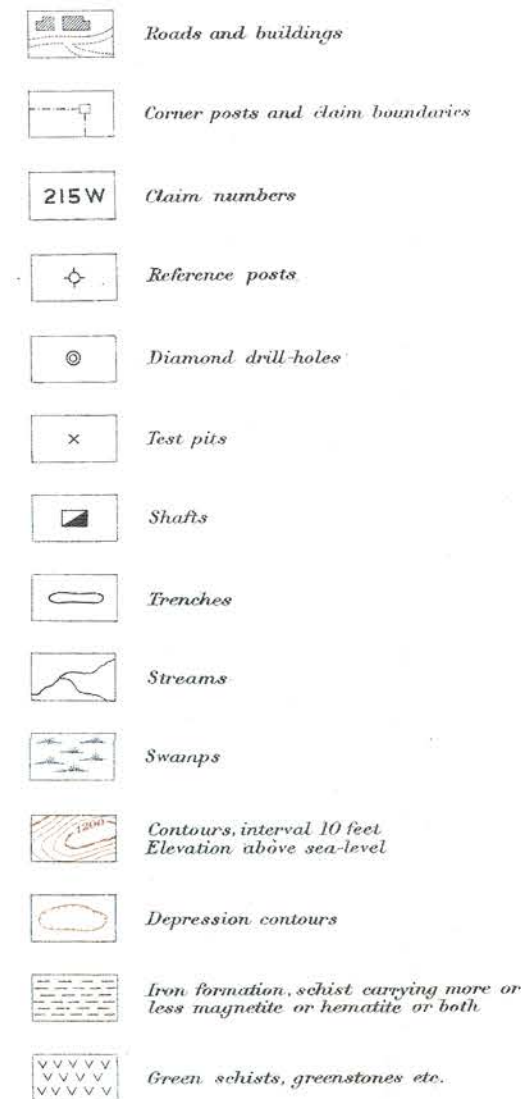 Roads and buildings
Corner posts and claim boundaries
215W Claim numbers
Reference posts
Diamond drill-holes
Test pits
Shafts
Trenches
Streams
Swamps
1200
Contours, interval 10 feet
Elevation above sea-level
Depression contours
Iron formation, schist carrying more or
less magnetite or hematite or both
Green schists, greenstones etc.